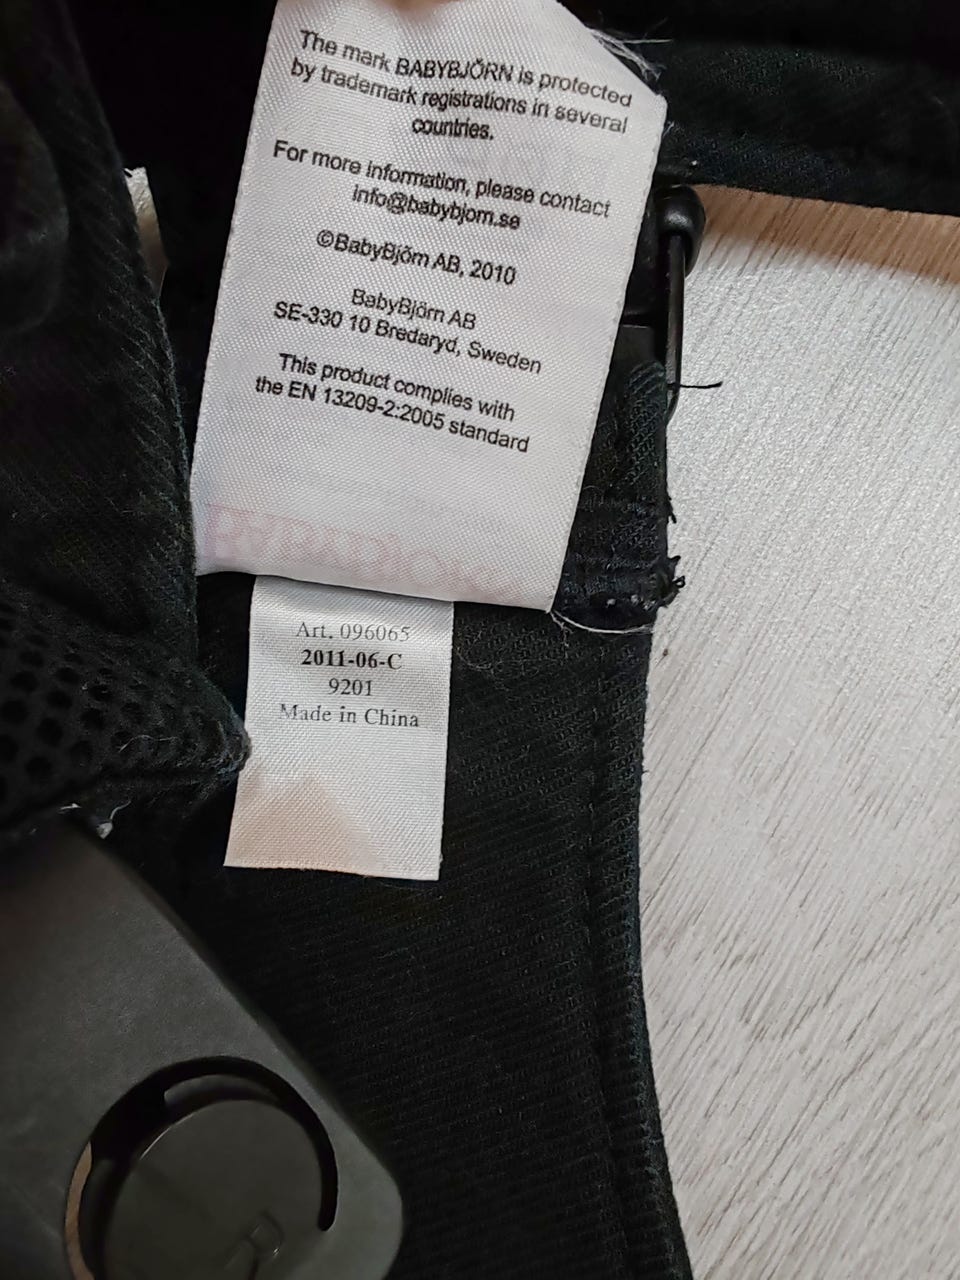 The mark BABYBJÖRN is protected
by trademark registrations in several
countries.
For more information, please contact
info@babybjorn.se
©BabyBjörn AB, 2010
BabyBjörn AB
SE-330 10 Bredaryd, Sweden
This product complies with
the EN 13209-2:2005 standard
Art. 096065
2011-06-C
9201
Made in China